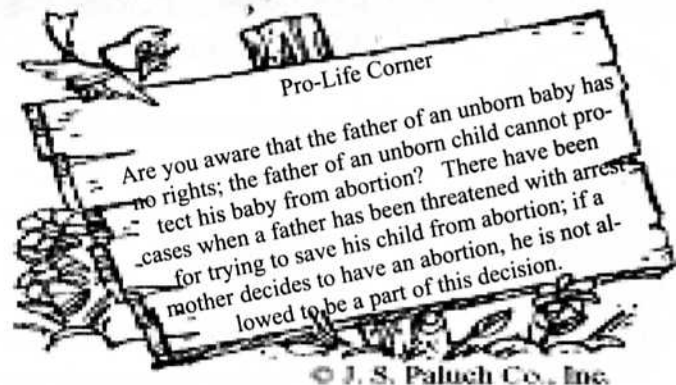 Pro-Life Corner
Are you aware that the father of an unborn baby has
no rights; the father of an unborn child cannot pro-
tect his baby from abortion? There have been
cases when a father has been threatened with arrest
for trying to save his child from abortion; if a
mother decides to have an abortion, he is not al-
lowed to be a part of this decision.
© J. S. Paluch Co., Inc.